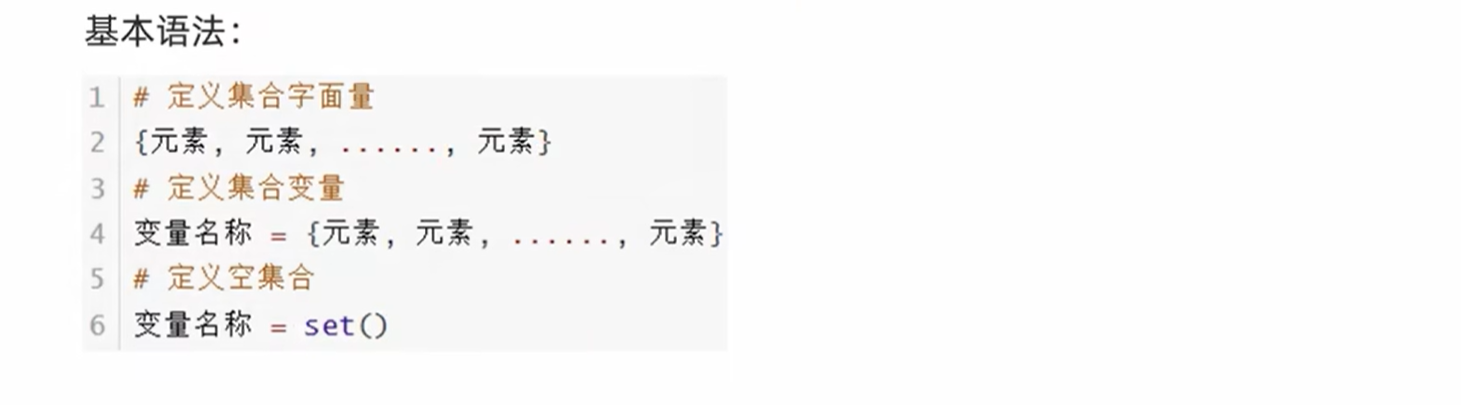 基本语法：
1 # 定义集合字面量
2 {元素, 元素, ......, 元素}
3 # 定义集合变量
4 变量名称 = {元素, 元素, ......, 元素}
5 # 定义空集合
6 变量名称 = set()